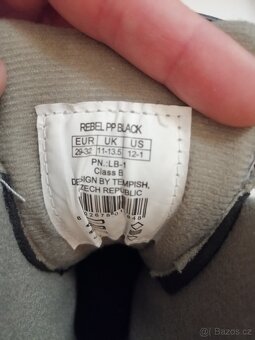 REBEL PP BLACK
EUR UK US
29-32 11-13.5 12-1
PN.:LB-1
Class B
DESIGN BY TEMPISH,
CZECH REPUBLIC
bazos.cz